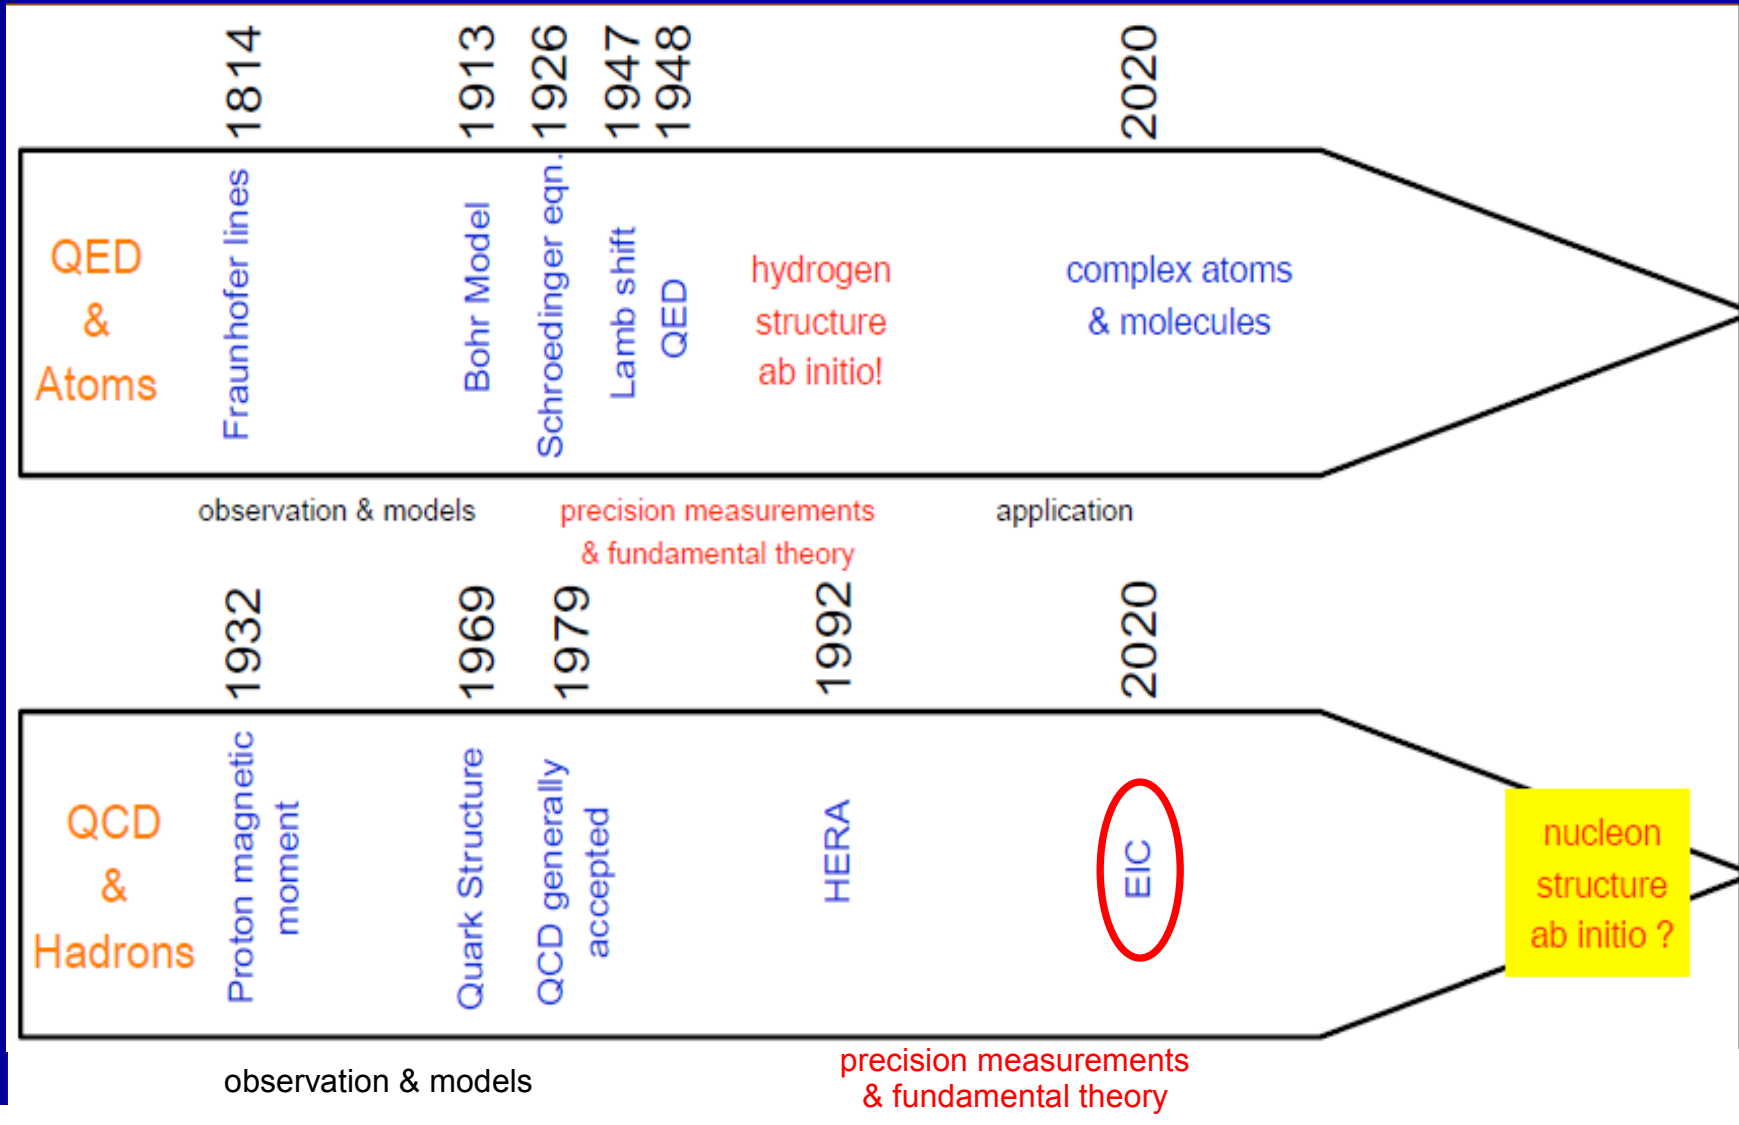 1814
1913
1926
1947
1948
2020
QED
&
Atoms
Fraunhofer lines
Bohr Model
Schroedinger eqn.
Lamb shift
QED
hydrogen
structure
ab initio!
complex atoms
& molecules
observation & models
precision measurements
& fundamental theory
application
1932
1969
1979
1992
2020
QCD
&
Hadrons
Proton magnetic
moment
Quark Structure
QCD generally
accepted
HERA
EIC
nucleon
structure
ab initio ?
observation & models
precision measurements
& fundamental theory